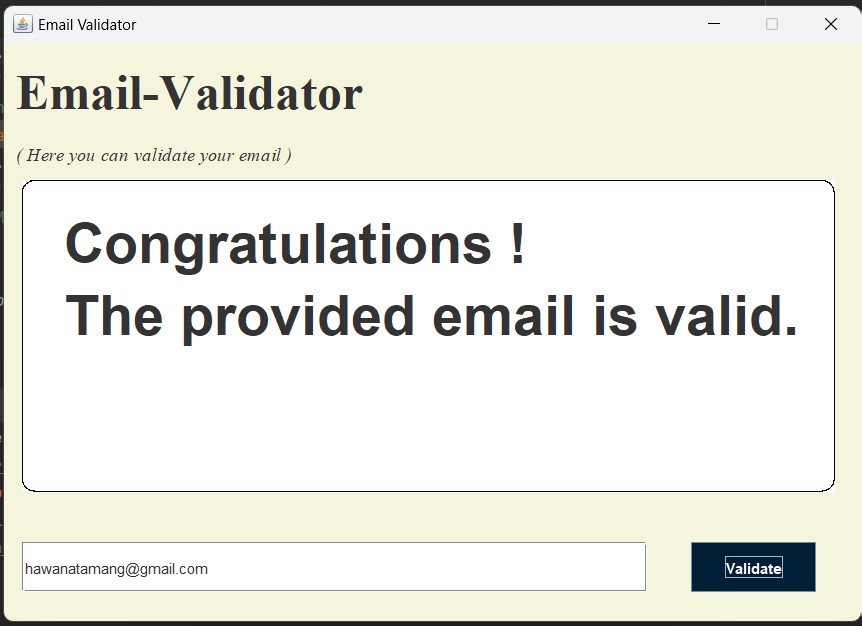 Email Validator
Email-Validator
( Here you can validate your email )
Congratulations !
The provided email is valid.
hawanatamang@gmail.com
Validate